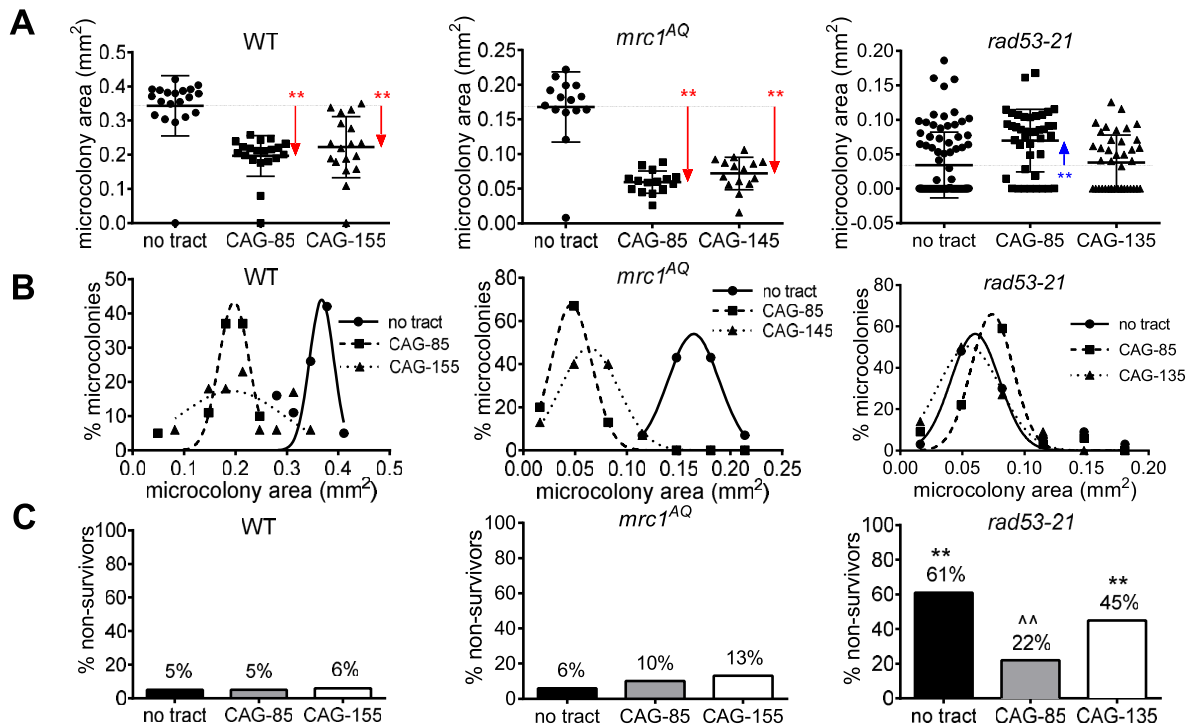 A
WT
mrc1^AQ
rad53-21
microcolony area (mm²)
0.5
0.4
0.3
0.2
0.1
0.0
**
**
no tract
CAG-85
CAG-155
microcolony area (mm²)
0.25
0.20
0.15
0.10
0.05
0.00
**
**
no tract
CAG-85
CAG-145
microcolony area (mm²)
0.20
0.15
0.10
0.05
0.00
-0.05
**
no tract
CAG-85
CAG-135
B
WT
mrc1^AQ
rad53-21
% microcolonies
50
40
30
20
10
0
no tract
CAG-85
CAG-155
0.0
0.1
0.2
0.3
0.4
0.5
microcolony area (mm²)
% microcolonies
80
60
40
20
0
no tract
CAG-85
CAG-145
0.00
0.05
0.10
0.15
0.20
0.25
microcolony area (mm²)
% microcolonies
80
60
40
20
0
no tract
CAG-85
CAG-135
0.00
0.05
0.10
0.15
0.20
microcolony area (mm²)
C
WT
mrc1^AQ
rad53-21
% non-survivors
100
80
60
40
20
0
5%
5%
6%
no tract
CAG-85
CAG-155
% non-survivors
100
80
60
40
20
0
6%
10%
13%
no tract
CAG-85
CAG-155
% non-survivors
100
80
60
40
20
0
**
61%
^^
22%
**
45%
no tract
CAG-85
CAG-135